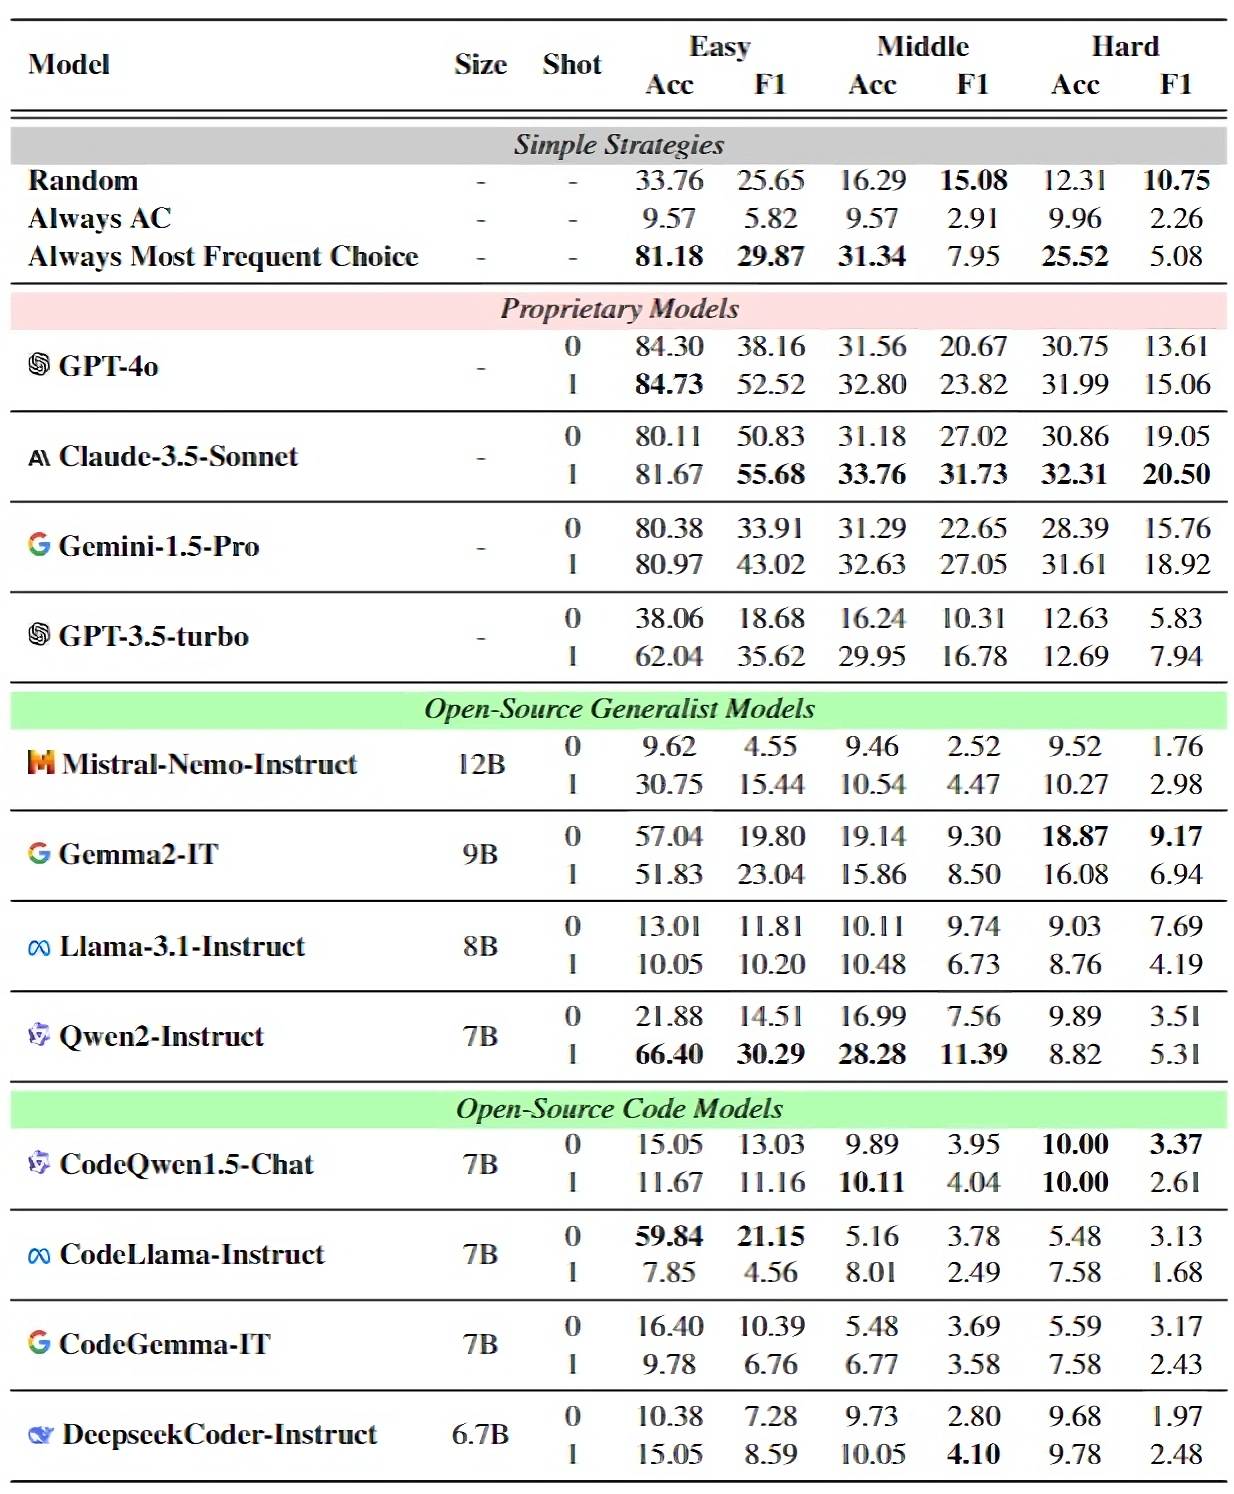 Model Size Shot Easy Middle Hard
Acc F1 Acc F1 Acc F1
Simple Strategies
Random - - 33.76 25.65 16.29 15.08 12.31 10.75
Always AC - - 9.57 5.82 9.57 2.91 9.96 2.26
Always Most Frequent Choice - - 81.18 29.87 31.34 7.95 25.52 5.08
Proprietary Models
GPT-4o - 0 84.30 38.16 31.56 20.67 30.75 13.61
1 84.73 52.52 32.80 23.82 31.99 15.06
Claude-3.5-Sonnet - 0 80.11 50.83 31.18 27.02 30.86 19.05
1 81.67 55.68 33.76 31.73 32.31 20.50
Gemini-1.5-Pro - 0 80.38 33.91 31.29 22.65 28.39 15.76
1 80.97 43.02 32.63 27.05 31.61 18.92
GPT-3.5-turbo - 0 38.06 18.68 16.24 10.31 12.63 5.83
1 62.04 35.62 29.95 16.78 12.69 7.94
Open-Source Generalist Models
Mistral-Nemo-Instruct 12B 0 9.62 4.55 9.46 2.52 9.52 1.76
1 30.75 15.44 10.54 4.47 10.27 2.98
Gemma2-IT 9B 0 57.04 19.80 19.14 9.30 18.87 9.17
1 51.83 23.04 15.86 8.50 16.08 6.94
Llama-3.1-Instruct 8B 0 13.01 11.81 10.11 9.74 9.03 7.69
1 10.05 10.20 10.48 6.73 8.76 4.19
Qwen2-Instruct 7B 0 21.88 14.51 16.99 7.56 9.89 3.51
1 66.40 30.29 28.28 11.39 8.82 5.31
Open-Source Code Models
CodeQwen1.5-Chat 7B 0 15.05 13.03 9.89 3.95 10.00 3.37
1 11.67 11.16 10.11 4.04 10.00 2.61
CodeLlama-Instruct 7B 0 59.84 21.15 5.16 3.78 5.48 3.13
1 7.85 4.56 8.01 2.49 7.58 1.68
CodeGemma-IT 7B 0 16.40 10.39 5.48 3.69 5.59 3.17
1 9.78 6.76 6.77 3.58 7.58 2.43
DeepseekCoder-Instruct 6.7B 0 10.38 7.28 9.73 2.80 9.68 1.97
1 15.05 8.59 10.05 4.10 9.78 2.48